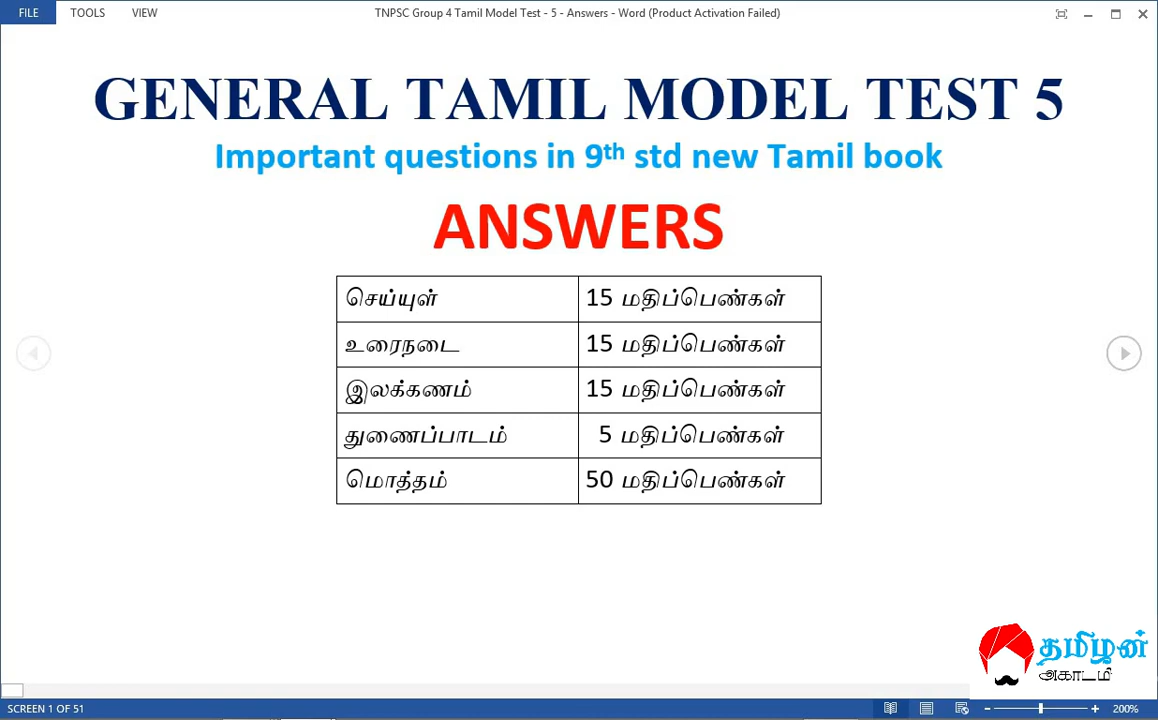 FILE TOOLS VIEW TNPSC Group 4 Tamil Model Test - 5 - Answers - Word (Product Activation Failed)
GENERAL TAMIL MODEL TEST 5
Important questions in 9th std new Tamil book
ANSWERS
செய்யுள் 15 மதிப்பெண்கள்
உரைநடை 15 மதிப்பெண்கள்
இலக்கணம் 15 மதிப்பெண்கள்
துணைப்பாடம் 5 மதிப்பெண்கள்
மொத்தம் 50 மதிப்பெண்கள்
தமிழன்
அகாடமி
SCREEN 1 OF 51 200%